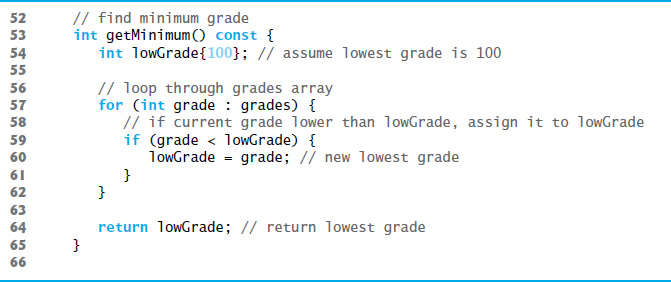 52 // find minimum grade
53 int getMinimum() const {
54 int lowGrade{100}; // assume lowest grade is 100
55
56 // loop through grades array
57 for (int grade : grades) {
58 // if current grade lower than lowGrade, assign it to lowGrade
59 if (grade < lowGrade) {
60 lowGrade = grade; // new lowest grade
61 }
62 }
63
64 return lowGrade; // return lowest grade
65 }
66